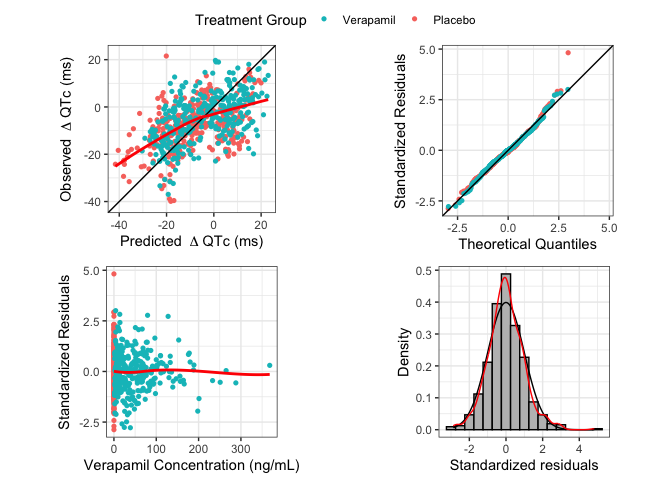 Treatment Group Verapamil Placebo
Observed Δ QTc (ms)
20
0
-20
-40
-40 -20 0 20
Predicted Δ QTc (ms)
Standardized Residuals
5.0
2.5
0.0
-2.5
-2.5 0.0 2.5 5.0
Theoretical Quantiles
Standardized Residuals
5.0
2.5
0.0
-2.5
0 100 200 300
Verapamil Concentration (ng/mL)
Density
0.5
0.4
0.3
0.2
0.1
0.0
-2 0 2 4
Standardized residuals